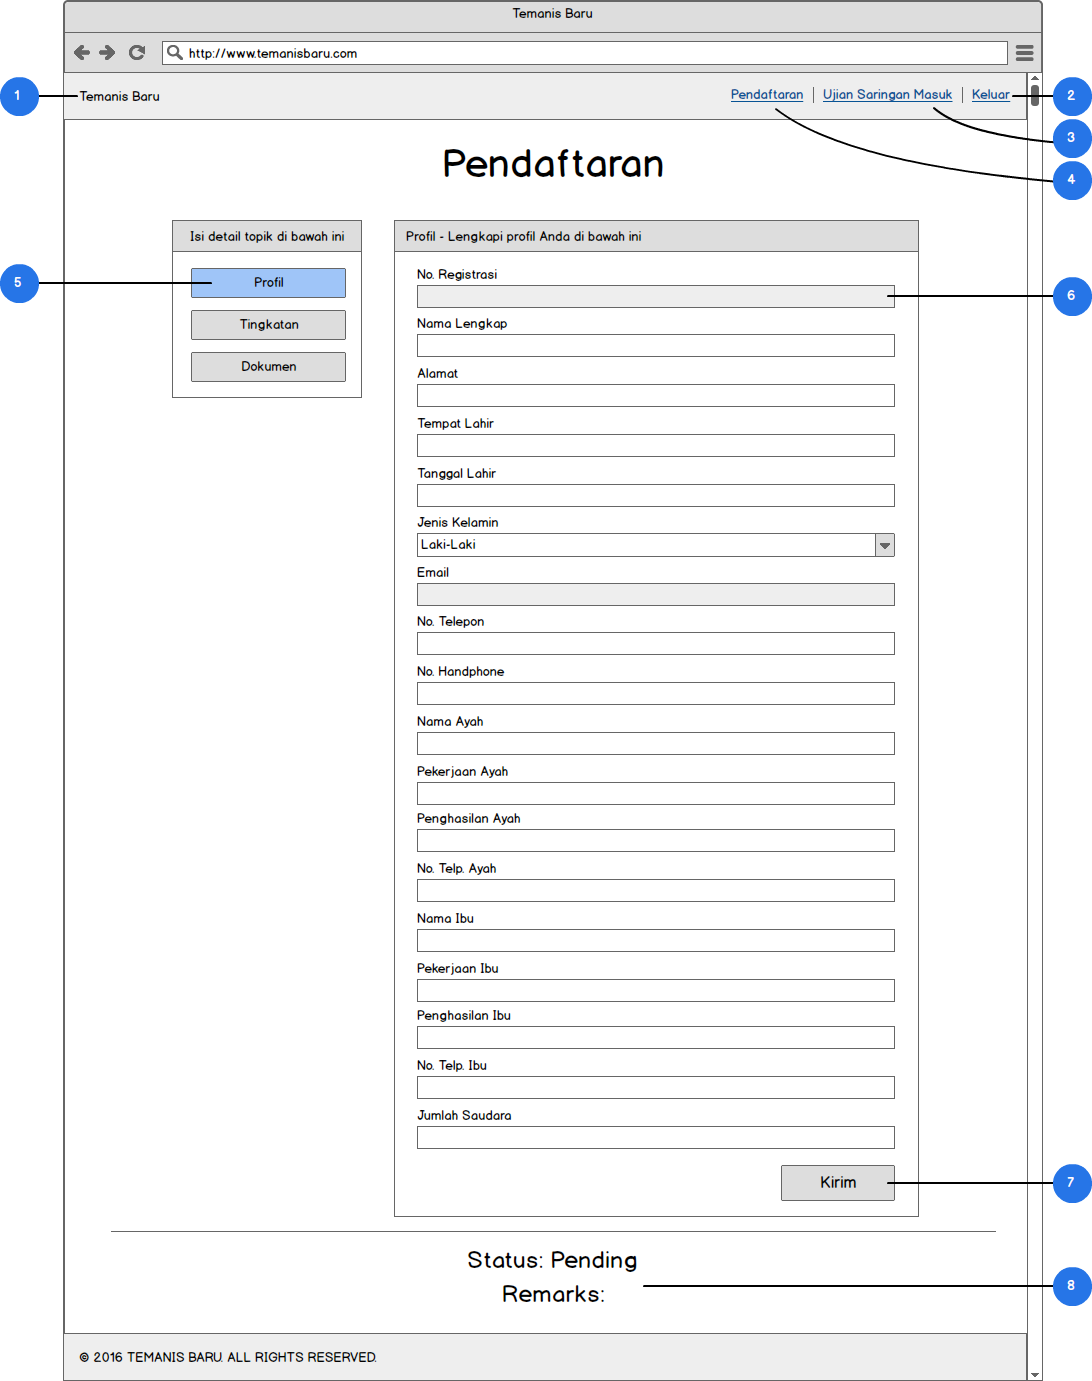 Temanis Baru
http://www.temanisbaru.com
1
Temanis Baru
Pendaftaran
Ujian Saringan Masuk
Keluar
2
3
4
Pendaftaran
Isi detail topik di bawah ini
5
Profil
Tingkatan
Dokumen
Profil - Lengkapi profil Anda di bawah ini
No. Registrasi
6
Nama Lengkap
Alamat
Tempat Lahir
Tanggal Lahir
Jenis Kelamin
Laki-Laki
Email
No. Telepon
No. Handphone
Nama Ayah
Pekerjaan Ayah
Penghasilan Ayah
No. Telp. Ayah
Nama Ibu
Pekerjaan Ibu
Penghasilan Ibu
No. Telp. Ibu
Jumlah Saudara
Kirim
7
Status: Pending
Remarks:
8
© 2016 TEMANIS BARU. ALL RIGHTS RESERVED.